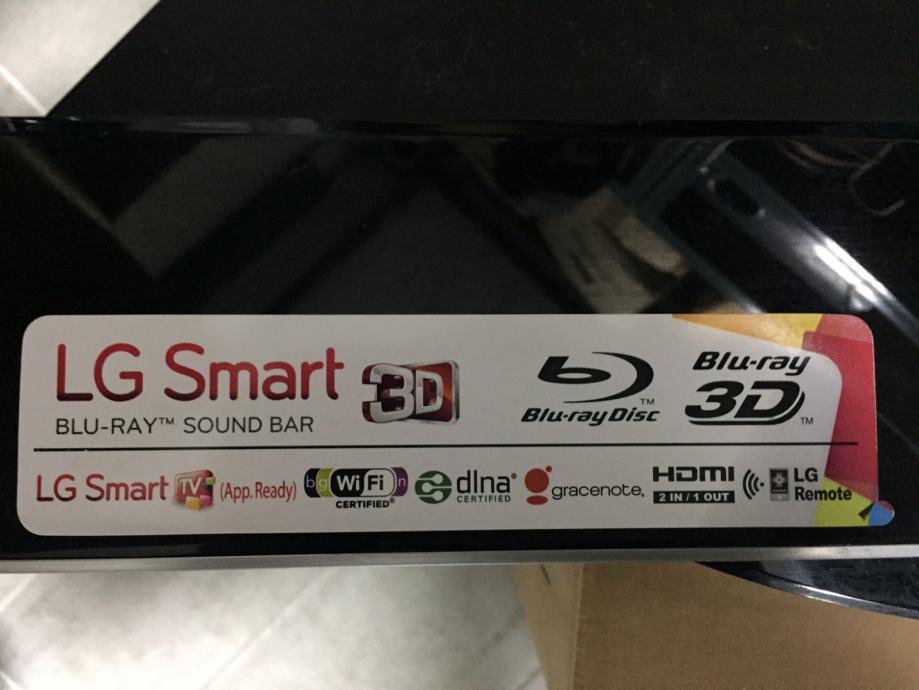 LG Smart 3D
BLU-RAY™ SOUND BAR
Blu-ray Disc™
Blu-ray
3D™
LG Smart TV (App. Ready)
b g Wi Fi n
CERTIFIED®
dlna®
CERTIFIED
gracenote®
HDMI
2 IN / 1 OUT
LG
Remote